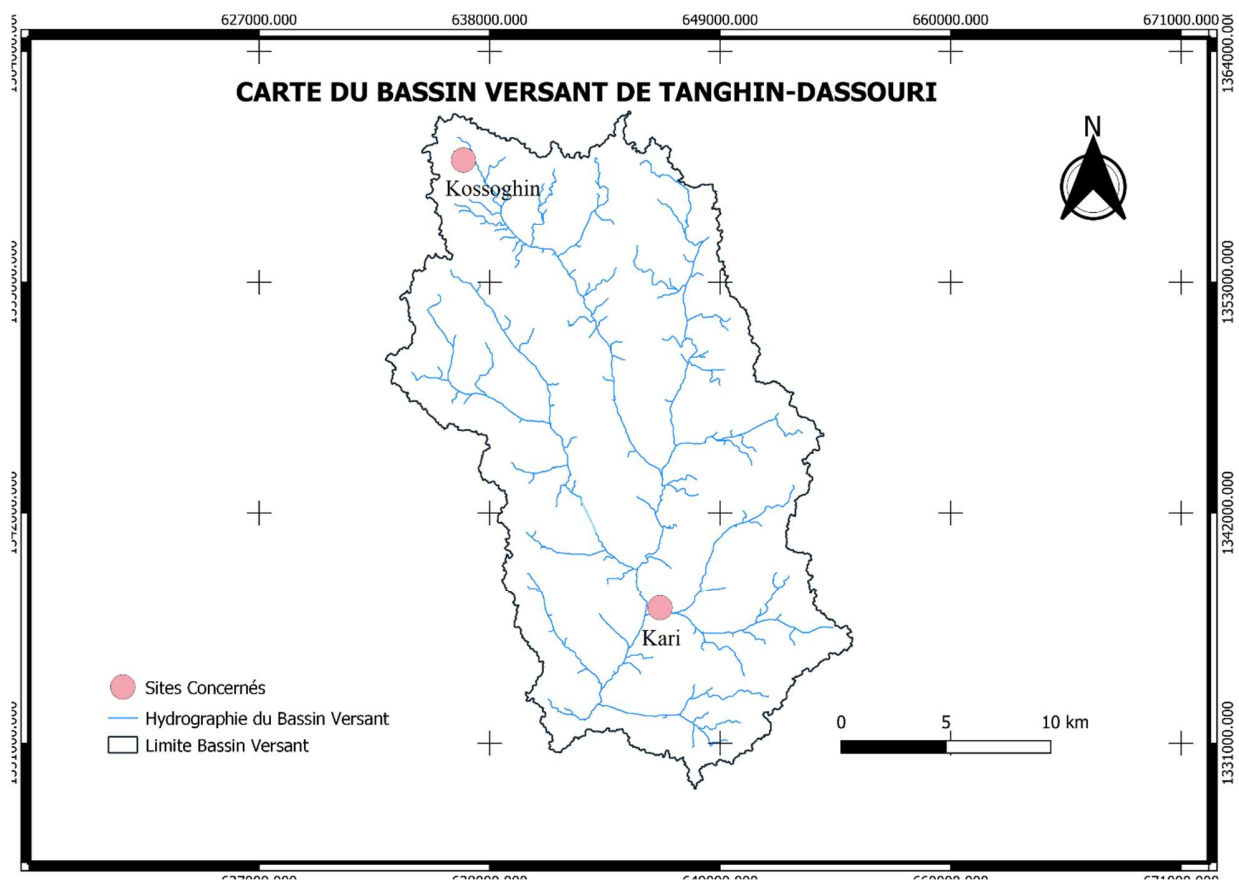 627000.000 638000.000 649000.000 660000.000 671000.000
CARTE DU BASSIN VERSANT DE TANGHIN-DASSOURI
N
Kossoghin
Kari
Sites Concernés
Hydrographie du Bassin Versant
Limite Bassin Versant
0 5 10 km
1353000.000
1342000.000
1331000.000